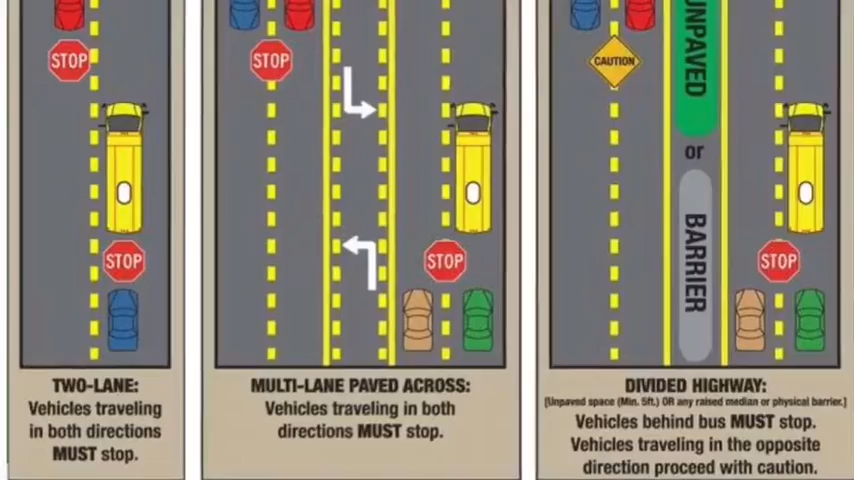 STOP
STOP
TWO-LANE:
Vehicles traveling
in both directions
MUST stop.
STOP
STOP
MULTI-LANE PAVED ACROSS:
Vehicles traveling in both
directions MUST stop.
CAUTION
UNPAVED
or
BARRIER
STOP
DIVIDED HIGHWAY:
[Unpaved space (Min. 5ft.) OR any raised median or physical barrier.]
Vehicles behind bus MUST stop.
Vehicles traveling in the opposite
direction proceed with caution.